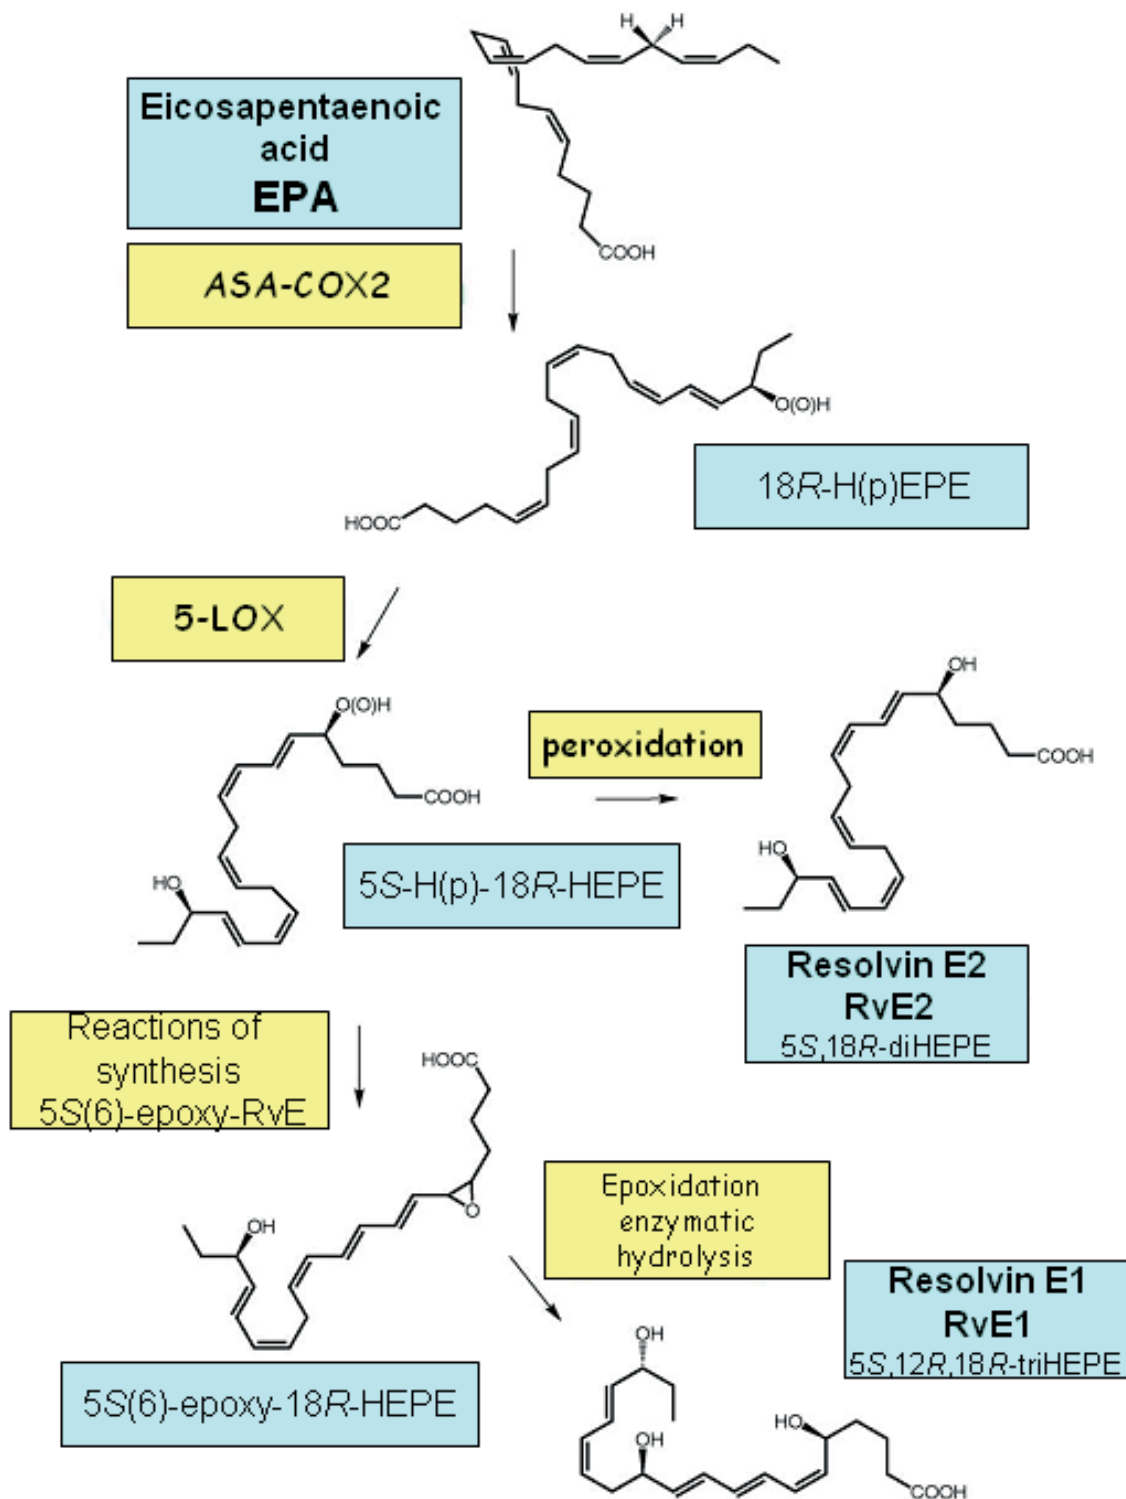 H H
Eicosapentaenoic
acid
EPA
COOH
ASA-COX2
O(O)H
18R-H(p)EPE
HOOC
5-LOX
OH
O(O)H
peroxidation
COOH
COOH
HO
HO
5S-H(p)-18R-HEPE
Resolvin E2
RvE2
5S,18R-diHEPE
Reactions of
synthesis
5S(6)-epoxy-RvE
HOOC
O
Epoxidation
enzymatic
hydrolysis
OH
Resolvin E1
RvE1
5S,12R,18R-triHEPE
OH
5S(6)-epoxy-18R-HEPE
HO
OH
COOH